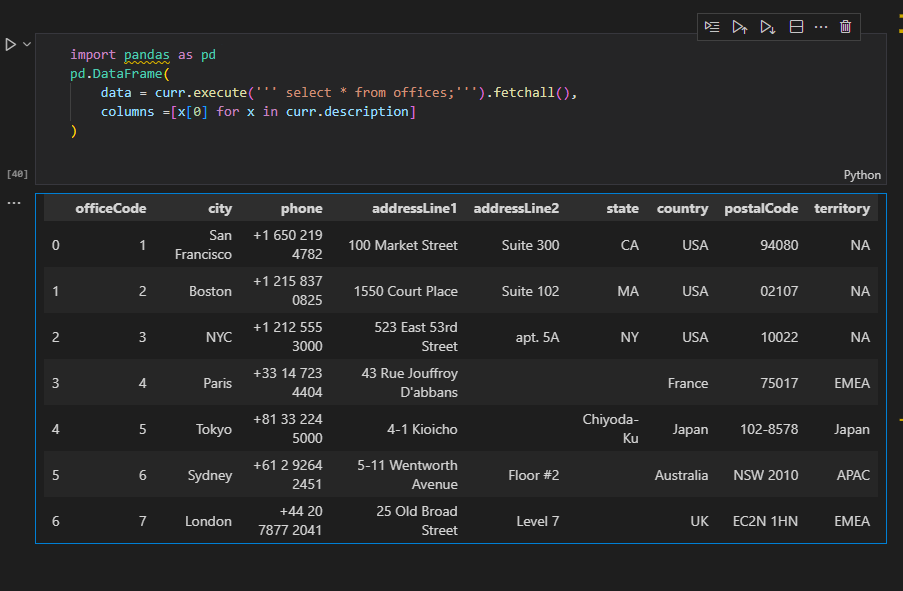 import pandas as pd
pd.DataFrame(
data = curr.execute(''' select * from offices;''').fetchall(),
columns =[x[0] for x in curr.description]
)
[40]
Python
officeCode city phone addressLine1 addressLine2 state country postalCode territory
0 1 San Francisco +1 650 219 4782 100 Market Street Suite 300 CA USA 94080 NA
1 2 Boston +1 215 837 0825 1550 Court Place Suite 102 MA USA 02107 NA
2 3 NYC +1 212 555 3000 523 East 53rd Street apt. 5A NY USA 10022 NA
3 4 Paris +33 14 723 4404 43 Rue Jouffroy D'abbans France 75017 EMEA
4 5 Tokyo +81 33 224 5000 4-1 Kioicho Chiyoda-Ku Japan 102-8578 Japan
5 6 Sydney +61 2 9264 2451 5-11 Wentworth Avenue Floor #2 Australia NSW 2010 APAC
6 7 London +44 20 7877 2041 25 Old Broad Street Level 7 UK EC2N 1HN EMEA